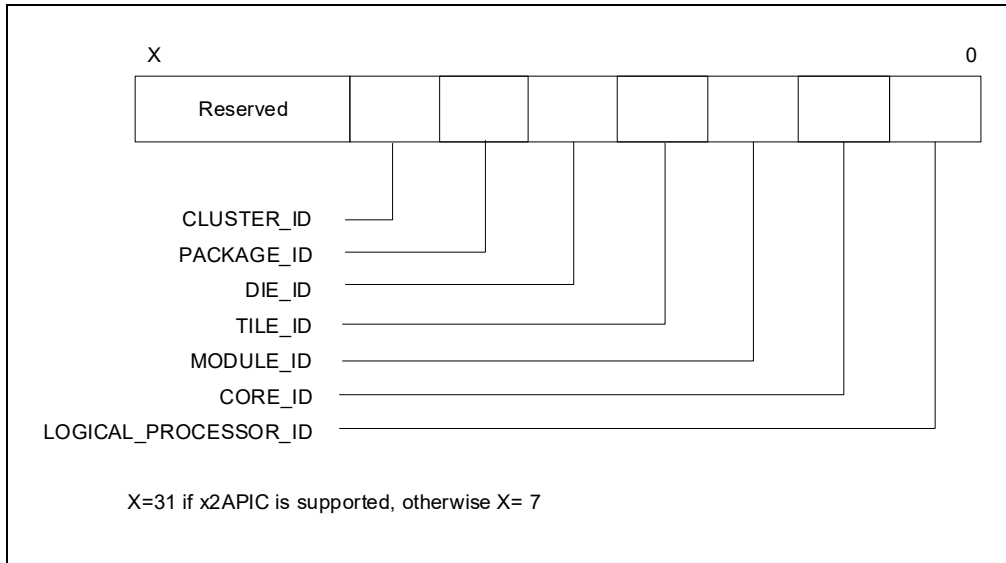 X 0
Reserved
CLUSTER_ID
PACKAGE_ID
DIE_ID
TILE_ID
MODULE_ID
CORE_ID
LOGICAL_PROCESSOR_ID
X=31 if x2APIC is supported, otherwise X= 7